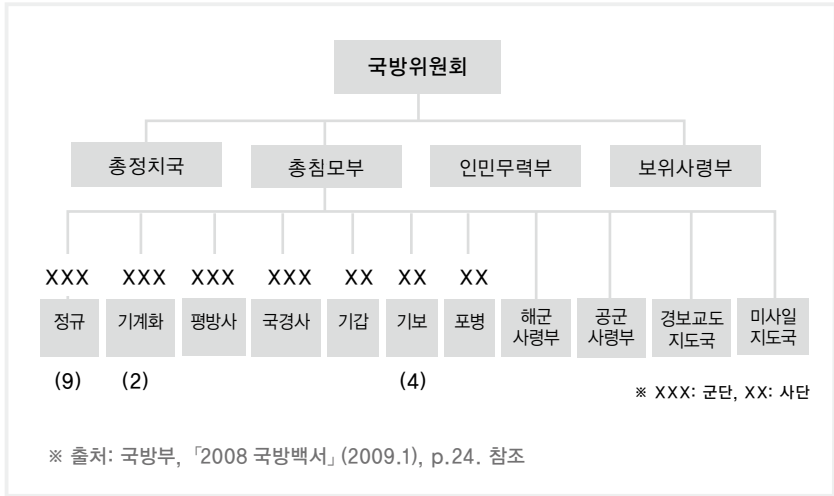 국방위원회
총정치국 총참모부 인민무력부 보위사령부
XXX XXX XXX XXX XX XX XX
정규 기계화 평방사 국경사 기갑 기보 포병 해군 사령부 공군 사령부 경보교도 지도국 미사일 지도국
(9) (2) (4)
※ XXX: 군단, XX: 사단
※ 출처: 국방부, 「2008 국방백서」(2009.1), p.24. 참조